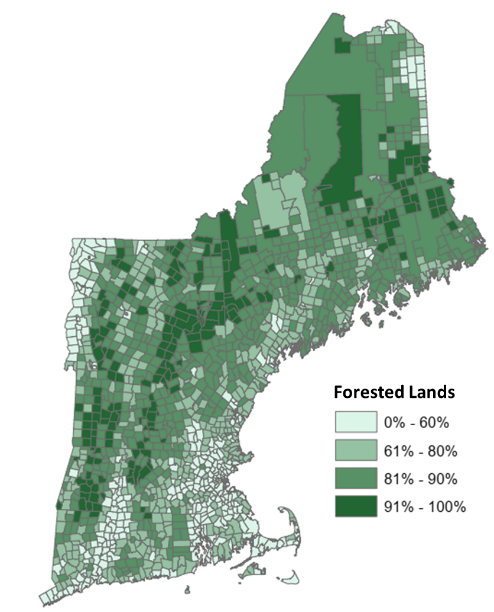 Forested Lands
0% - 60%
61% - 80%
81% - 90%
91% - 100%